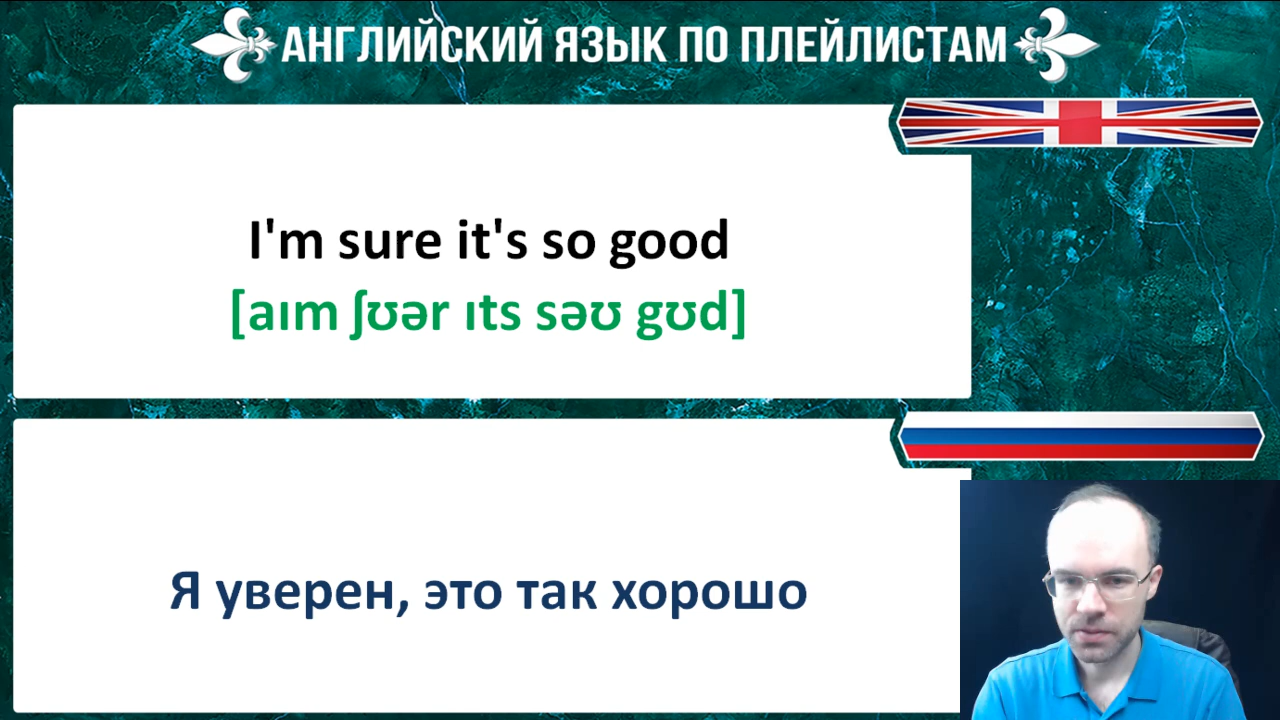 АНГЛИЙСКИЙ ЯЗЫК ПО ПЛЕЙЛИСТАМ
I'm sure it's so good
[aɪm ʃʊər ɪts səʊ gʊd]
Я уверен, это так хорошо